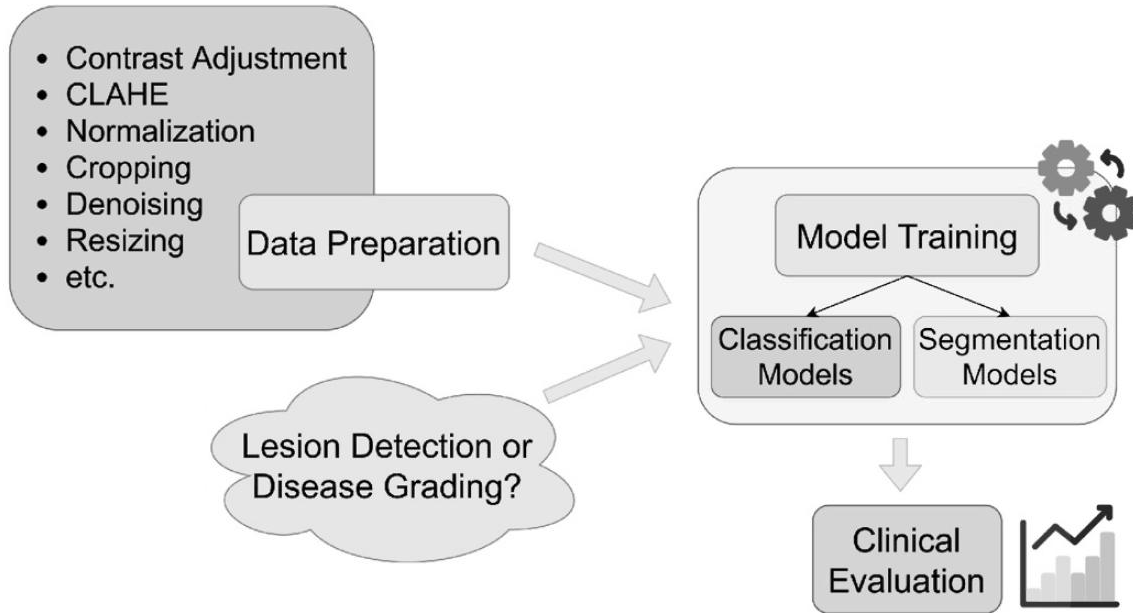 • Contrast Adjustment
• CLAHE
• Normalization
• Cropping
• Denoising
• Resizing
• etc.
Data Preparation
Lesion Detection or
Disease Grading?
Model Training
Classification
Models
Segmentation
Models
Clinical
Evaluation